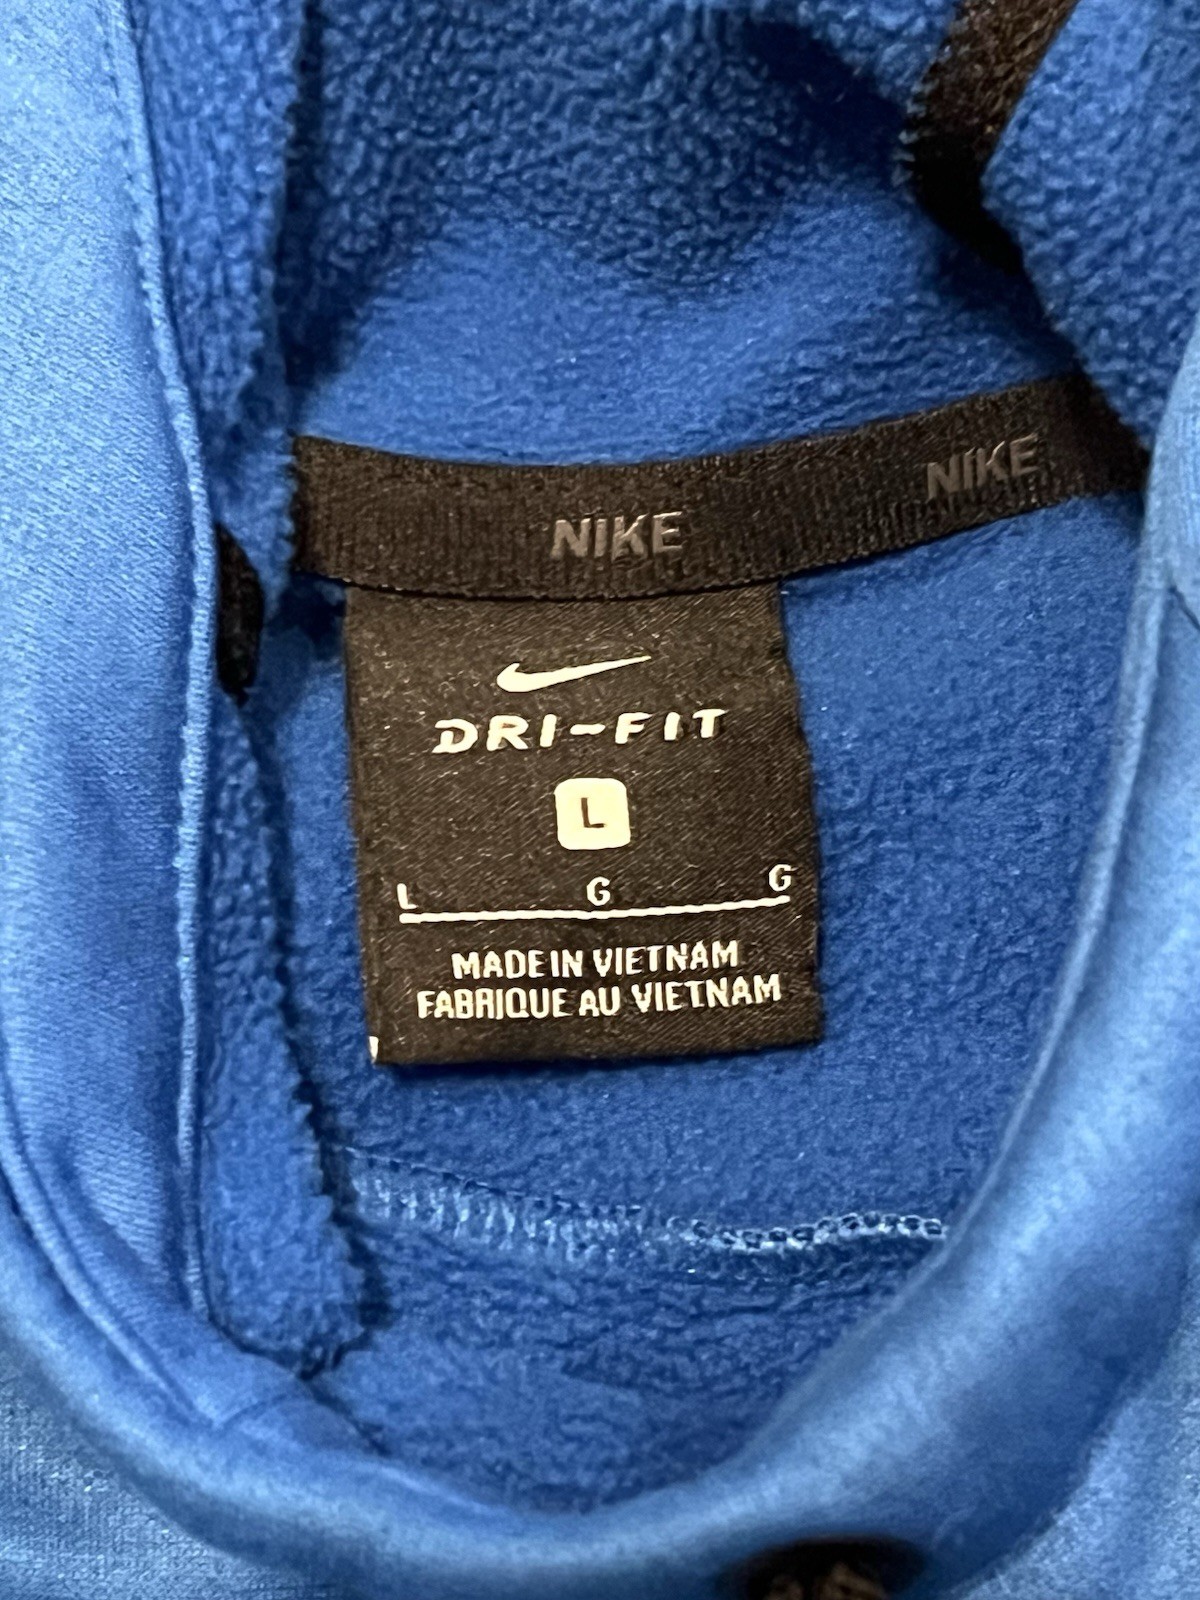 NIKE NIKE
DRI-FIT
L
L G G
MADE IN VIETNAM
FABRIQUE AU VIETNAM